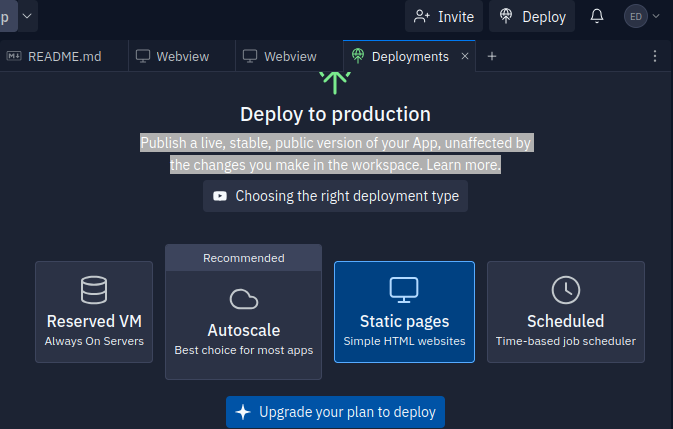 p
Invite
Deploy
ED
README.md
Webview
Webview
Deployments
Deploy to production
Publish a live, stable, public version of your App, unaffected by
the changes you make in the workspace. Learn more.
Choosing the right deployment type
Reserved VM
Always On Servers
Recommended
Autoscale
Best choice for most apps
Static pages
Simple HTML websites
Scheduled
Time-based job scheduler
Upgrade your plan to deploy